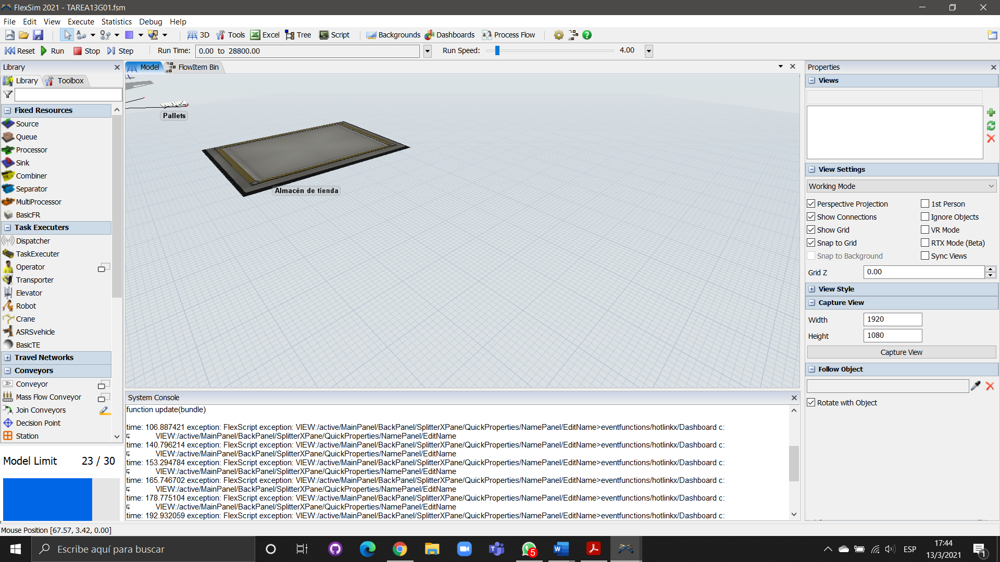 FlexSim 2021 - TAREA13G01.fsm
File Edit View Execute Statistics Debug Help
3D Tools Excel Tree Script Backgrounds Dashboards Process Flow
Reset Run Stop Step Run Time: 0.00 to 28800.00 Run Speed: 4.00
Library
Library Toolbox
Fixed Resources
Source
Queue
Processor
Sink
Combiner
Separator
MultiProcessor
BasicFR
Task Executers
Dispatcher
TaskExecuter
Operator
Transporter
Elevator
Robot
Crane
ASRSvehicle
BasicTE
Travel Networks
Conveyors
Conveyor
Mass Flow Conveyor
Join Conveyors
Decision Point
Station
Model Limit 23 / 30
Model FlowItem Bin
Pallets
Almacén de tienda
System Console
function update(bundle)
time: 106.887421 exception: FlexScript exception: VIEW:/active/MainPanel/BackPanel/SplitterXPane/QuickProperties/NamePanel/EditName>eventfunctions/hotlinkx/Dashboard c:
VIEW:/active/MainPanel/BackPanel/SplitterXPane/QuickProperties/NamePanel/EditName
time: 140.796214 exception: FlexScript exception: VIEW:/active/MainPanel/BackPanel/SplitterXPane/QuickProperties/NamePanel/EditName>eventfunctions/hotlinkx/Dashboard c:
VIEW:/active/MainPanel/BackPanel/SplitterXPane/QuickProperties/NamePanel/EditName
time: 153.294784 exception: FlexScript exception: VIEW:/active/MainPanel/BackPanel/SplitterXPane/QuickProperties/NamePanel/EditName>eventfunctions/hotlinkx/Dashboard c:
VIEW:/active/MainPanel/BackPanel/SplitterXPane/QuickProperties/NamePanel/EditName
time: 165.746702 exception: FlexScript exception: VIEW:/active/MainPanel/BackPanel/SplitterXPane/QuickProperties/NamePanel/EditName>eventfunctions/hotlinkx/Dashboard c:
VIEW:/active/MainPanel/BackPanel/SplitterXPane/QuickProperties/NamePanel/EditName
time: 178.775104 exception: FlexScript exception: VIEW:/active/MainPanel/BackPanel/SplitterXPane/QuickProperties/NamePanel/EditName>eventfunctions/hotlinkx/Dashboard c:
VIEW:/active/MainPanel/BackPanel/SplitterXPane/QuickProperties/NamePanel/EditName
time: 192.932059 exception: FlexScript exception: VIEW:/active/MainPanel/BackPanel/SplitterXPane/QuickProperties/NamePanel/EditName>eventfunctions/hotlinkx/Dashboard c:
Properties
Views
View Settings
Working Mode
Perspective Projection 1st Person
Show Connections Ignore Objects
Show Grid VR Mode
Snap to Grid RTX Mode (Beta)
Snap to Background Sync Views
Grid Z 0.00
View Style
Capture View
Width 1920
Height 1080
Capture View
Follow Object
Rotate with Object
Mouse Position [67.57, 3.42, 0.00]
Escribe aquí para buscar
5
ESP
17:44
13/3/2021
1